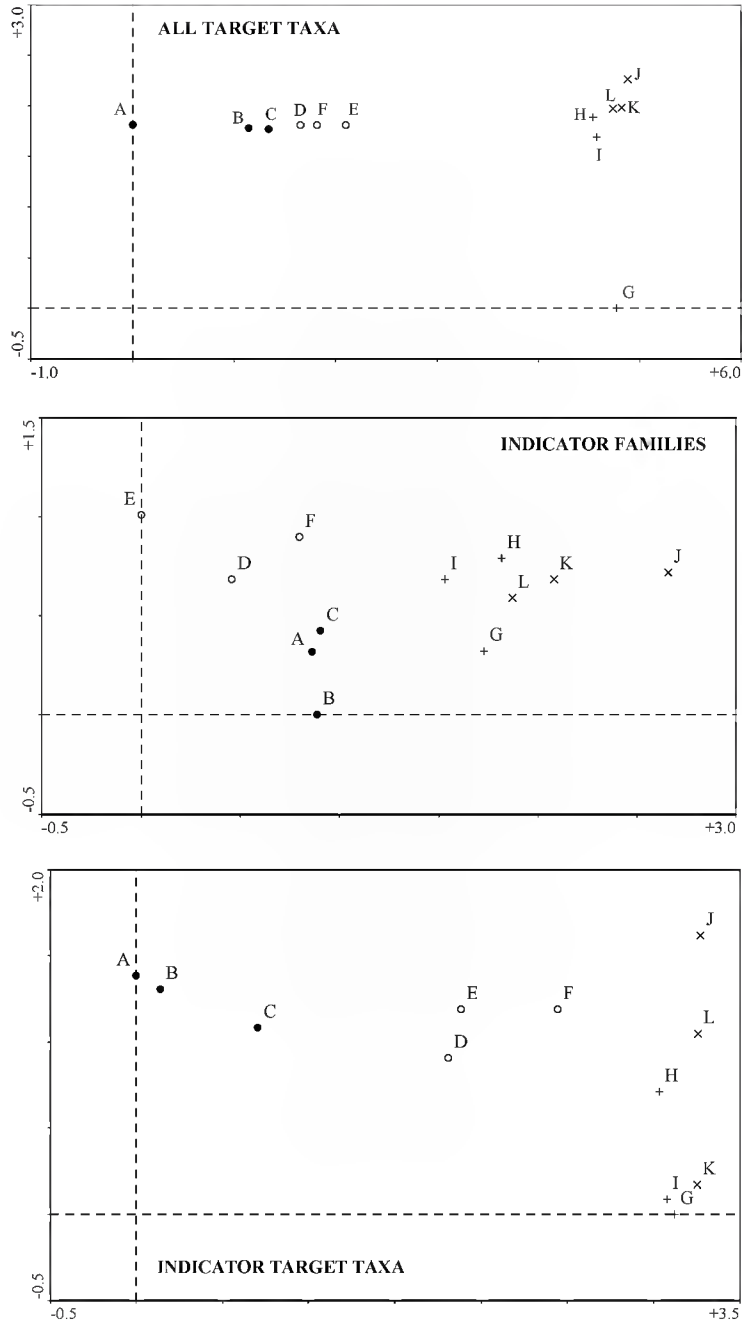 +3.0
ALL TARGET TAXA
J
A
B
C
D
F
E
L
K
H
I
G
-0.5
-1.0
+6.0
+1.5
INDICATOR FAMILIES
E
F
D
H
I
K
J
L
C
A
G
B
-0.5
-0.5
+3.0
+2.0
J
A
B
E
F
C
L
D
H
K
I
G
INDICATOR TARGET TAXA
-0.5
-0.5
+3.5